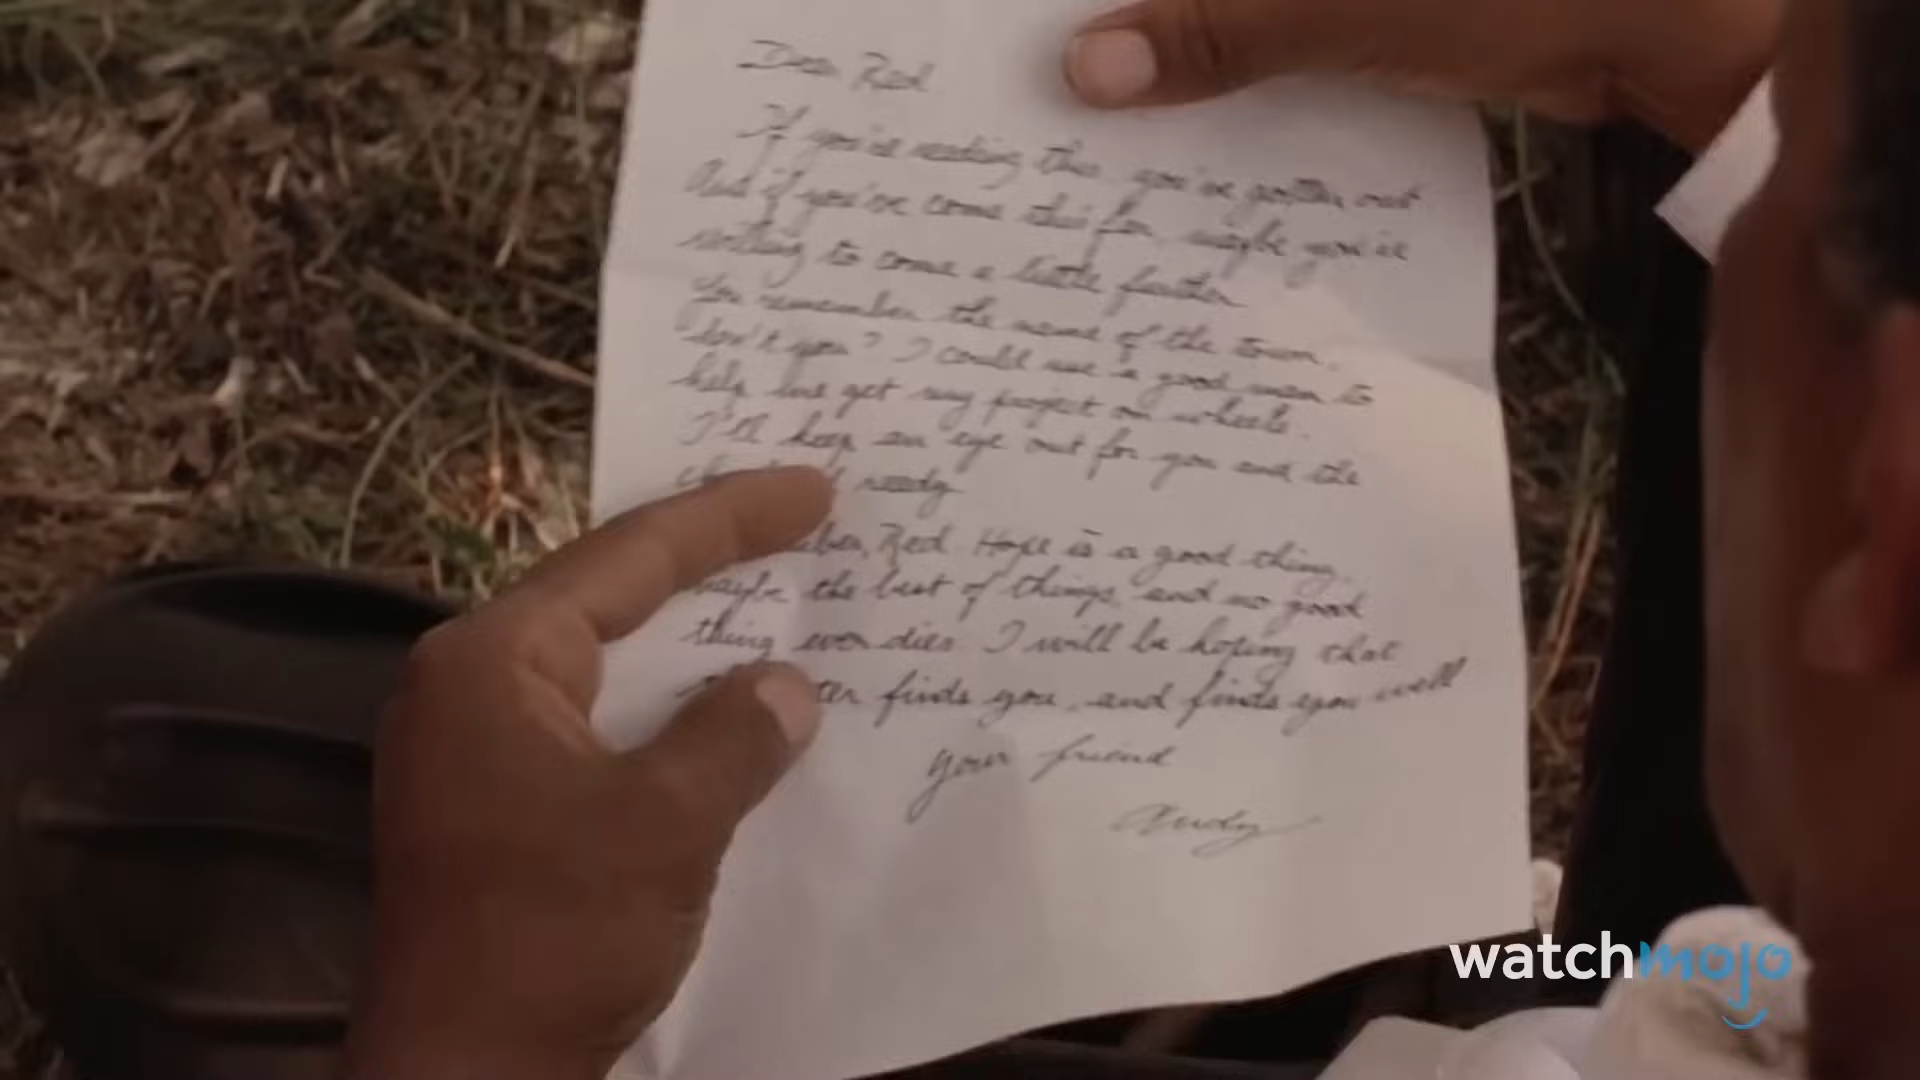 Dear Red
If you're reading this, you've gotten out
And if you've come this far, maybe you're
willing to come a little further
You remember the name of the town,
don't you? I could use a good man to
help me get my project on wheels.
I'll keep an eye out for you and the
ready
Red. Hope is a good thing,
maybe the best of things, and no good
thing ever dies. I will be hoping that
finds you, and finds you well
Your friend
Andy
watchmojo